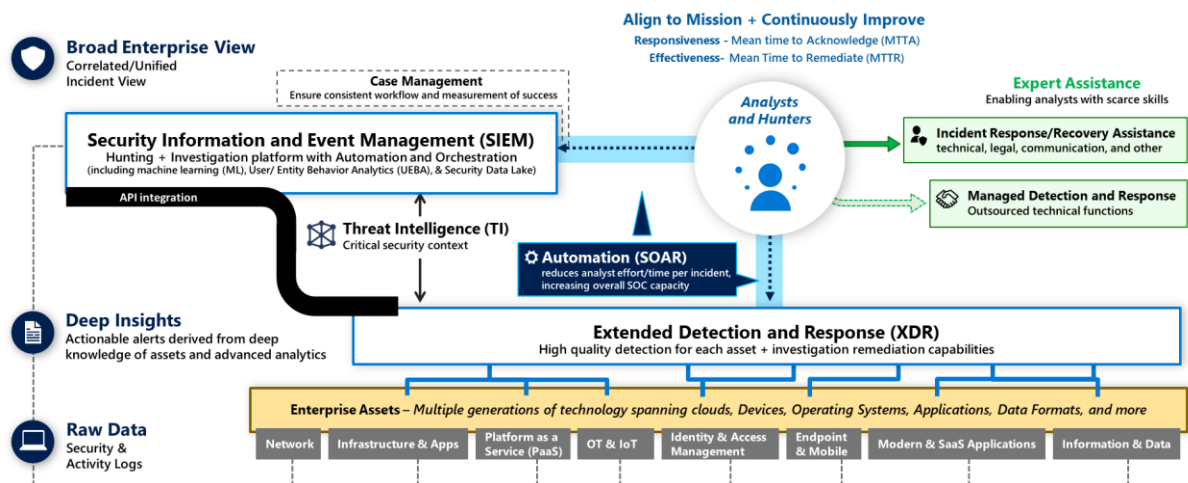 Align to Mission + Continuously Improve
Responsiveness - Mean time to Acknowledge (MTTA)
Effectiveness- Mean Time to Remediate (MTTR)
Broad Enterprise View
Correlated/Unified
Incident View
Case Management
Ensure consistent workflow and measurement of success
Analysts
and Hunters
Expert Assistance
Enabling analysts with scarce skills
Security Information and Event Management (SIEM)
Hunting + Investigation platform with Automation and Orchestration
(including machine learning (ML), User/ Entity Behavior Analytics (UEBA), & Security Data Lake)
Incident Response/Recovery Assistance
technical, legal, communication, and other
API integration
Managed Detection and Response
Outsourced technical functions
Threat Intelligence (TI)
Critical security context
Automation (SOAR)
reduces analyst effort/time per incident,
increasing overall SOC capacity
Deep Insights
Actionable alerts derived from deep
knowledge of assets and advanced analytics
Extended Detection and Response (XDR)
High quality detection for each asset + investigation remediation capabilities
Enterprise Assets – Multiple generations of technology spanning clouds, Devices, Operating Systems, Applications, Data Formats, and more
Raw Data
Security &
Activity Logs
Network
Infrastructure & Apps
Platform as a
Service (PaaS)
OT & IoT
Identity & Access
Management
Endpoint
& Mobile
Modern & SaaS Applications
Information & Data